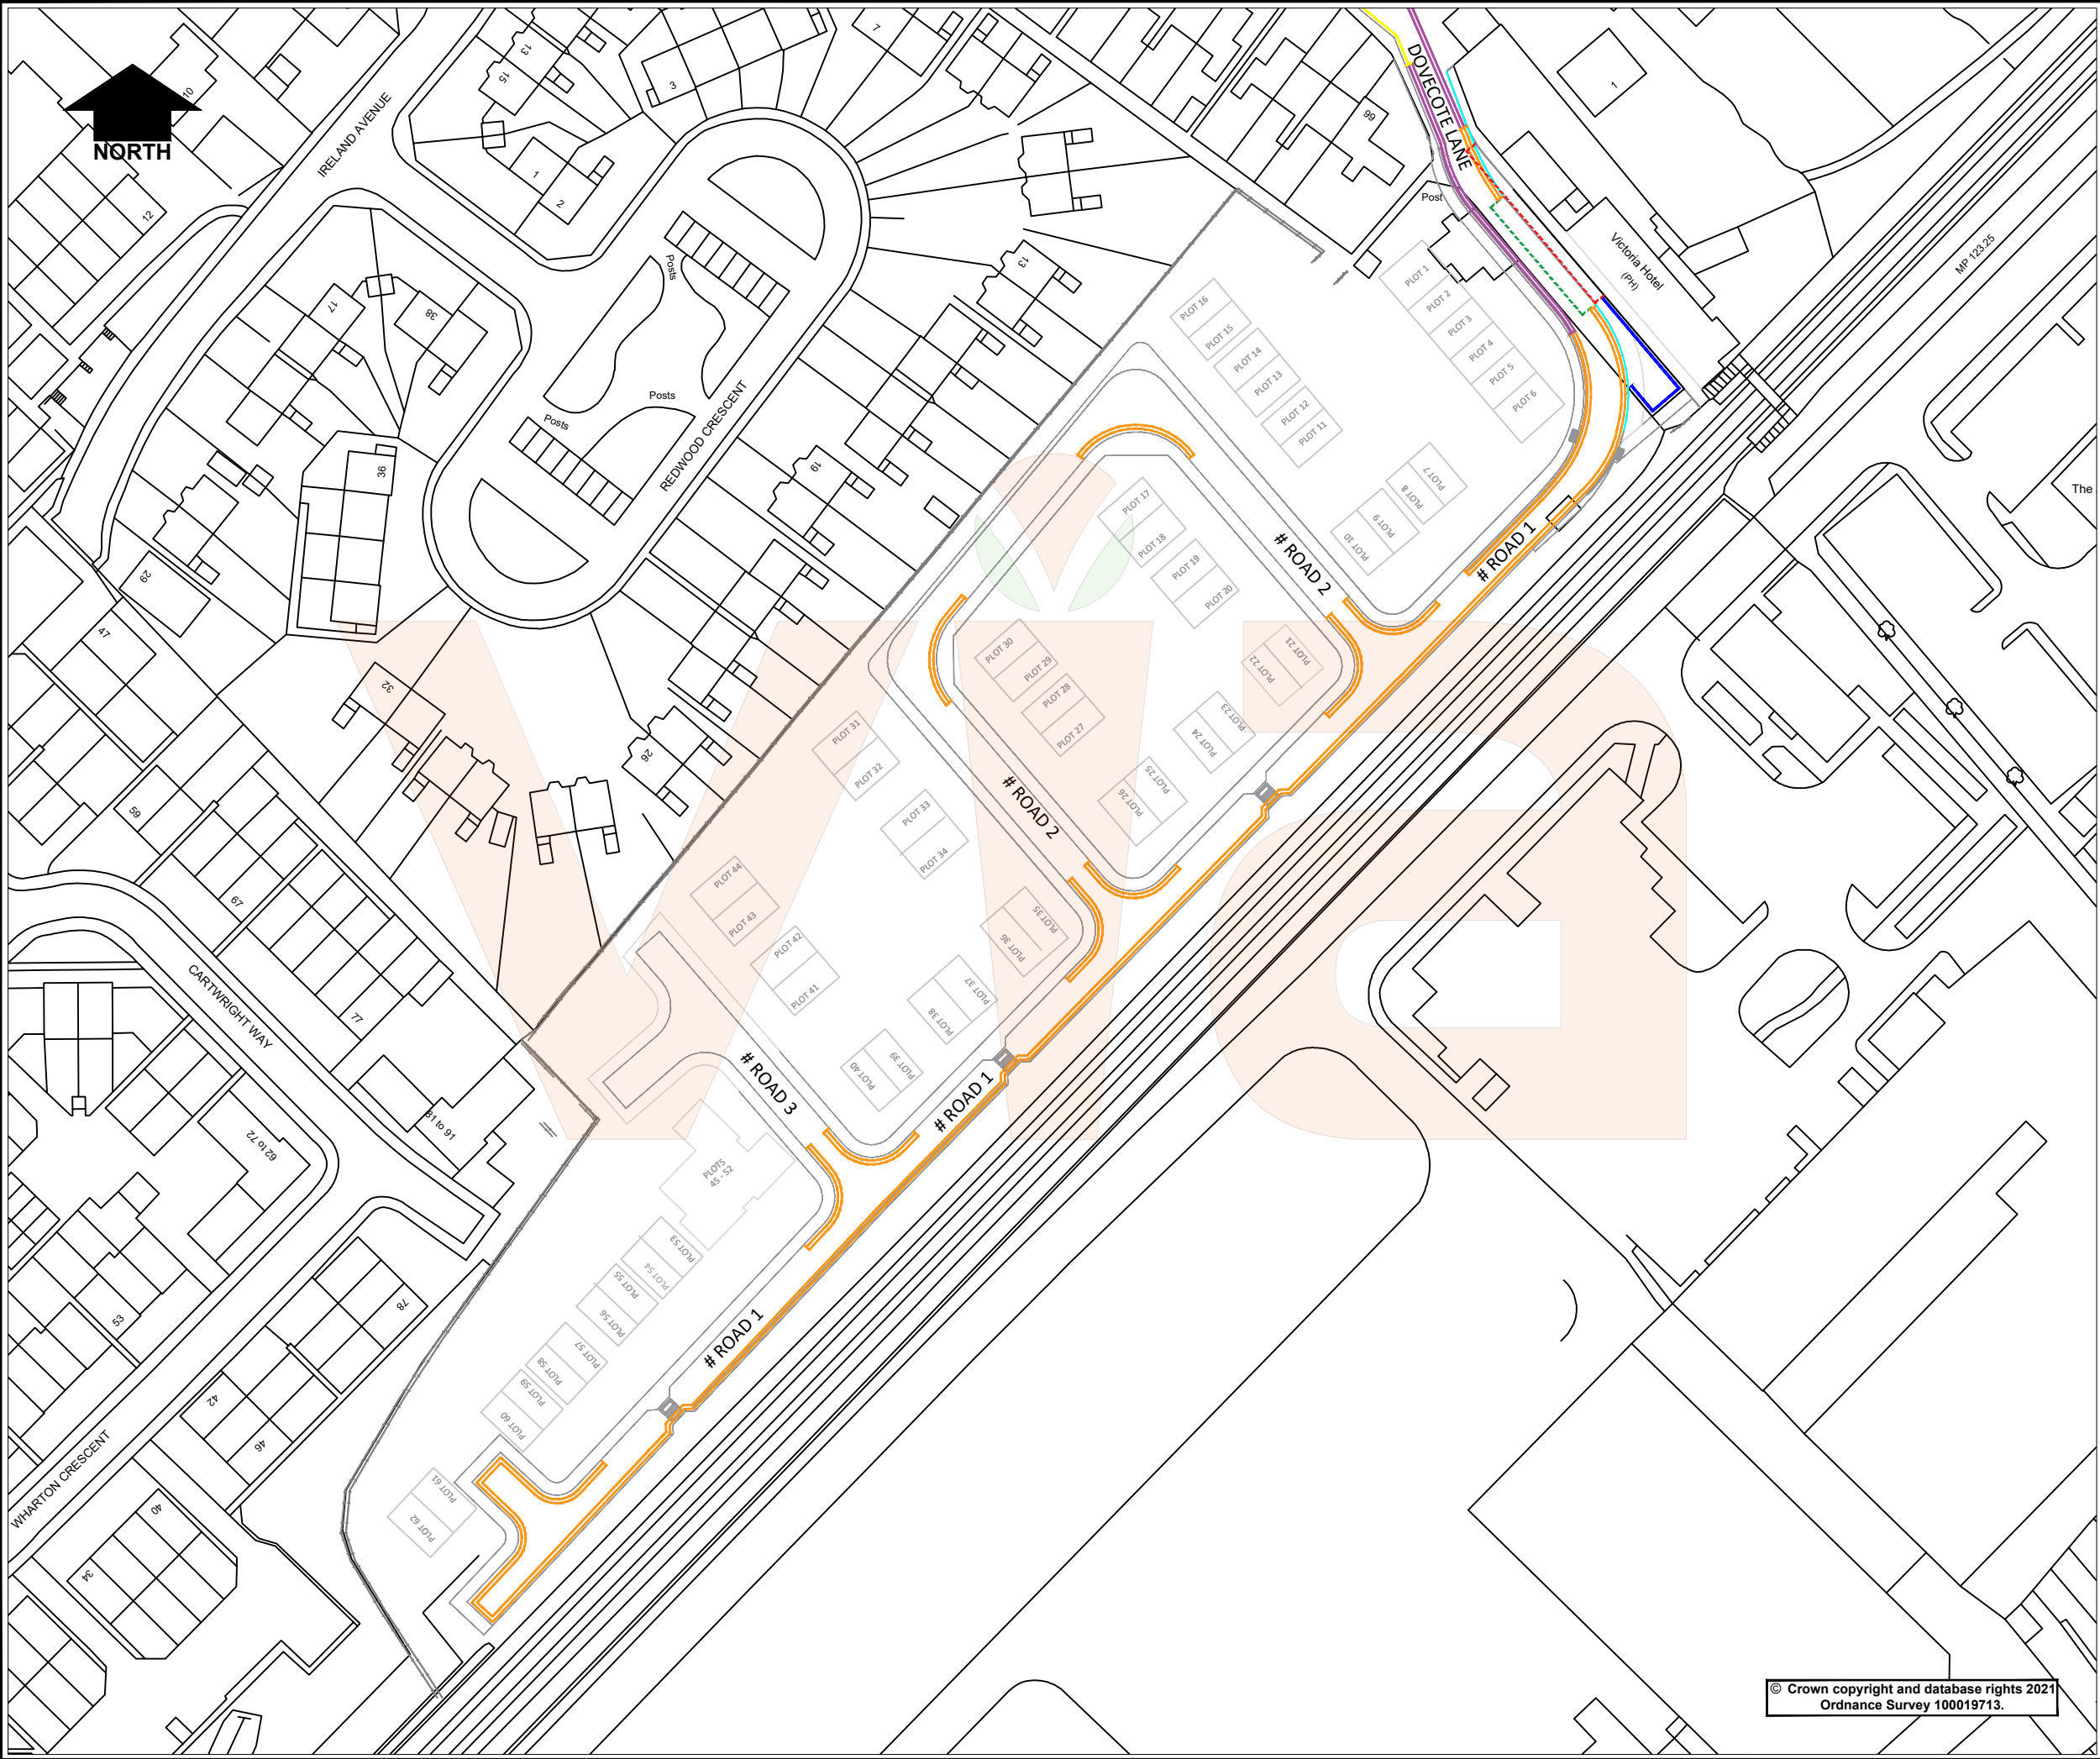 NORTH
IRELAND AVENUE
10
12
13
15
3
7
1
2
99
1
DOVECOTE LANE
Post
Victoria Hotel
(PH)
MP 123.25
The
17
38
36
Posts
Posts
Posts
REDWOOD CRESCENT
13
19
26
29
32
47
59
67
77
81 to 91
CARTWRIGHT WAY
62 to 72
53
78
42
46
40
34
WHARTON CRESCENT
PLOT 1
PLOT 2
PLOT 3
PLOT 4
PLOT 5
PLOT 6
PLOT 7
PLOT 8
PLOT 9
PLOT 10
PLOT 16
PLOT 15
PLOT 14
PLOT 13
PLOT 12
PLOT 11
PLOT 17
PLOT 18
PLOT 19
PLOT 20
PLOT 21
PLOT 22
PLOT 23
PLOT 24
PLOT 25
PLOT 26
PLOT 30
PLOT 29
PLOT 28
PLOT 27
PLOT 31
PLOT 32
PLOT 33
PLOT 34
PLOT 35
PLOT 36
PLOT 37
PLOT 38
PLOT 39
PLOT 40
PLOT 44
PLOT 43
PLOT 42
PLOT 41
PLOTS
45 - 52
PLOT 53
PLOT 54
PLOT 55
PLOT 56
PLOT 57
PLOT 58
PLOT 59
PLOT 60
PLOT 61
PLOT 62
# ROAD 1
# ROAD 2
# ROAD 2
# ROAD 1
# ROAD 3
# ROAD 1
© Crown copyright and database rights 2021
Ordnance Survey 100019713.